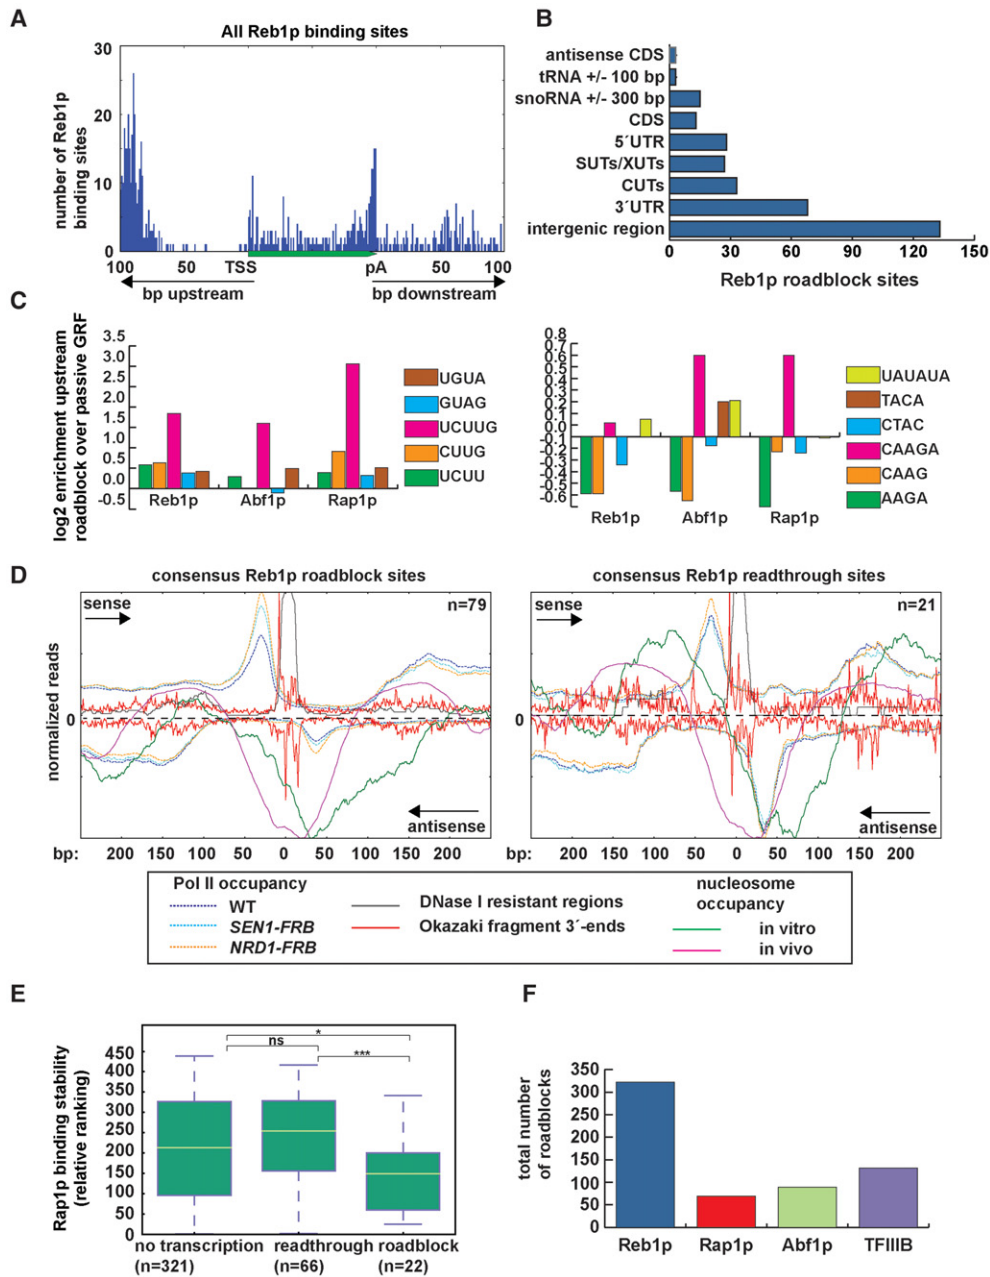 A
All Reb1p binding sites
number of Reb1p
binding sites
30
20
10
0
100
50
TSS
pA
50
100
bp upstream
bp downstream
B
antisense CDS
tRNA +/- 100 bp
snoRNA +/- 300 bp
CDS
5´UTR
SUTs/XUTs
CUTs
3´UTR
intergenic region
0
30
60
90
120
150
Reb1p roadblock sites
C
log2 enrichment upstream
roadblock over passive GRF
3.5
3.0
2.5
2.0
1.5
1.0
0.5
0.0
-0.5
Reb1p
Abf1p
Rap1p
UGUA
GUAG
UCUUG
CUUG
UCUU
0.8
0.7
0.6
0.5
0.4
0.3
0.2
0.1
-0.1
-0.2
-0.3
-0.4
-0.5
-0.6
Reb1p
Abf1p
Rap1p
UAUAUA
TACA
CTAC
CAAGA
CAAG
AAGA
D
consensus Reb1p roadblock sites
sense
n=79
normalized reads
0
antisense
bp:
200
150
100
50
0
50
100
150
200
consensus Reb1p readthrough sites
sense
n=21
0
antisense
bp:
200
150
100
50
0
50
100
150
200
Pol II occupancy
WT
SEN1-FRB
NRD1-FRB
DNase I resistant regions
Okazaki fragment 3´-ends
nucleosome
occupancy
in vitro
in vivo
E
Rap1p binding stability
(relative ranking)
450
400
350
300
250
200
150
100
50
0
*
ns
***
no transcription
(n=321)
readthrough
(n=66)
roadblock
(n=22)
F
total number
of roadblocks
350
300
250
200
150
100
50
0
Reb1p
Rap1p
Abf1p
TFIIIB